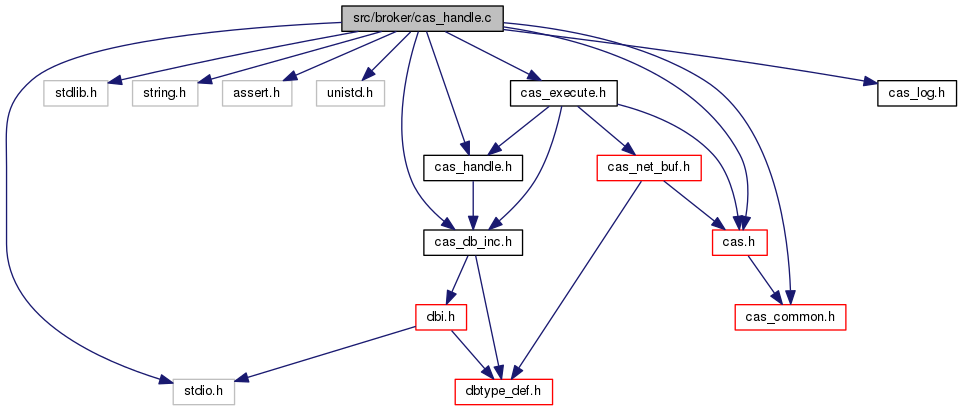 src/broker/cas_handle.c
stdlib.h
string.h
assert.h
unistd.h
cas_execute.h
cas_log.h
cas_handle.h
cas_net_buf.h
cas_db_inc.h
cas.h
dbi.h
cas_common.h
stdio.h
dbtype_def.h